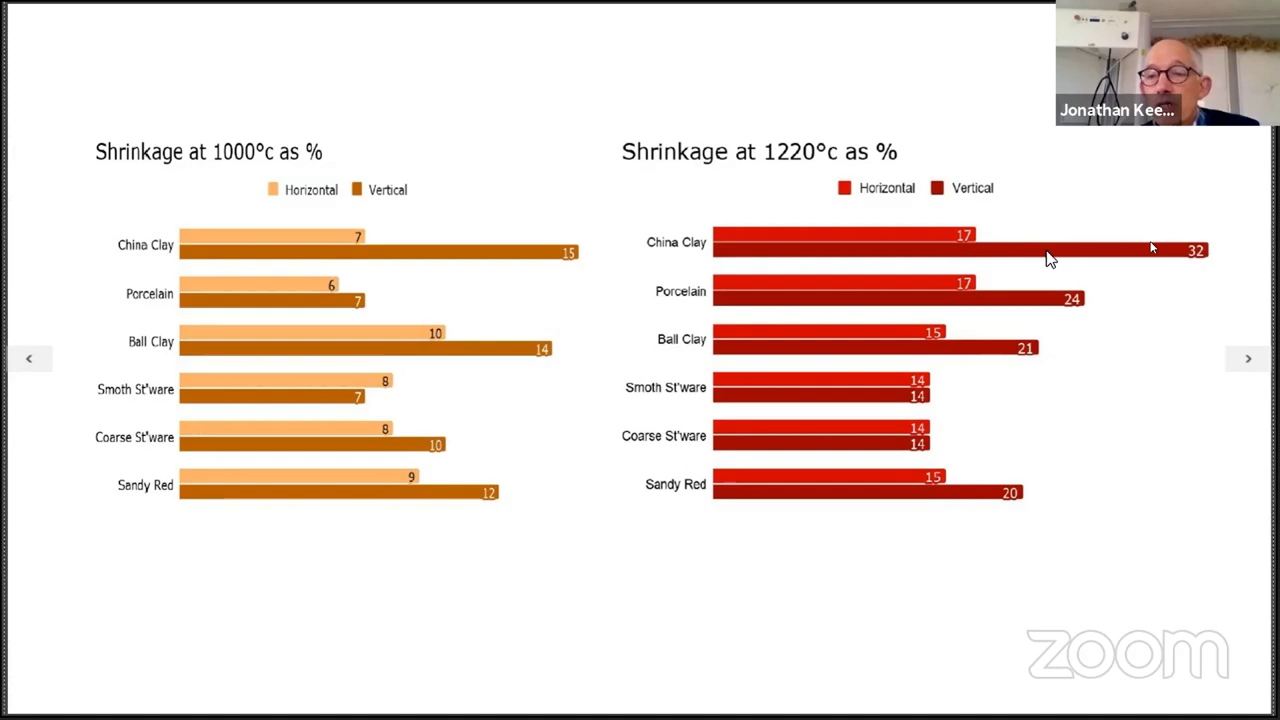 Jonathan Kee...
Shrinkage at 1000°c as %
Horizontal Vertical
China Clay 7
15
Porcelain 6
7
Ball Clay 10
14
Smoth St'ware 8
7
Coarse St'ware 8
10
Sandy Red 9
12
Shrinkage at 1220°c as %
Horizontal Vertical
China Clay 17
32
Porcelain 17
24
Ball Clay 15
21
Smoth St'ware 14
14
Coarse St'ware 14
14
Sandy Red 15
20
zoom